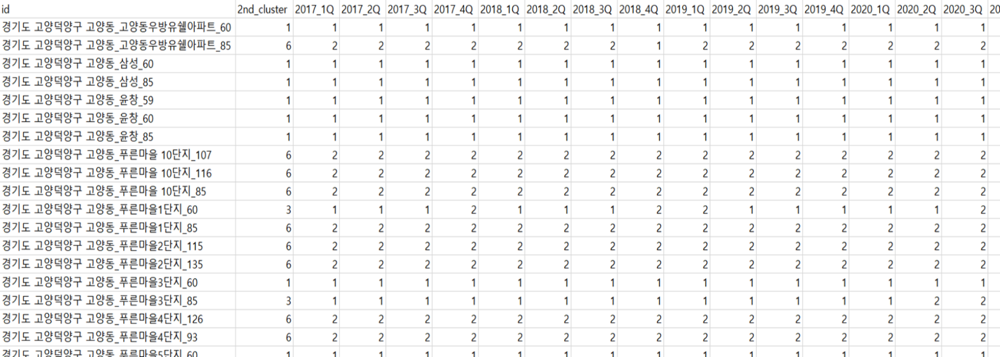 id 2nd_cluster 2017_1Q 2017_2Q 2017_3Q 2017_4Q 2018_1Q 2018_2Q 2018_3Q 2018_4Q 2019_1Q 2019_2Q 2019_3Q 2019_4Q 2020_1Q 2020_2Q 2020_3Q 20
경기도 고양덕양구 고양동_고양동우방유쉘아파트_60 1 1 1 1 1 1 1 1 1 1 1 1 1 1 1 1
경기도 고양덕양구 고양동_고양동우방유쉘아파트_85 6 2 2 2 2 2 2 2 1 2 2 2 2 2 2 2
경기도 고양덕양구 고양동_삼성_60 1 1 1 1 1 1 1 1 1 1 1 1 1 1 1 1
경기도 고양덕양구 고양동_삼성_85 1 1 1 1 1 1 1 1 1 1 1 1 1 1 1 1
경기도 고양덕양구 고양동_윤창_59 1 1 1 1 1 1 1 1 1 1 1 1 1 1 1 1
경기도 고양덕양구 고양동_윤창_60 1 1 1 1 1 1 1 1 1 1 1 1 1 1 1 1
경기도 고양덕양구 고양동_윤창_85 1 1 1 1 1 1 1 1 1 1 1 1 1 1 1 1
경기도 고양덕양구 고양동_푸른마을 10단지_107 6 2 2 2 2 2 2 2 2 2 2 2 2 2 2 2
경기도 고양덕양구 고양동_푸른마을 10단지_116 6 2 2 2 2 2 2 2 2 2 2 2 2 2 2 2
경기도 고양덕양구 고양동_푸른마을 10단지_85 6 2 2 2 2 2 2 2 2 2 2 2 2 2 2 2
경기도 고양덕양구 고양동_푸른마을1단지_60 3 1 1 1 2 1 1 1 2 2 1 1 1 1 1 2
경기도 고양덕양구 고양동_푸른마을1단지_85 6 2 2 2 2 2 2 2 2 2 2 2 2 2 2 2
경기도 고양덕양구 고양동_푸른마을2단지_115 6 2 2 2 2 2 2 2 2 2 2 2 2 2 2 2
경기도 고양덕양구 고양동_푸른마을2단지_135 6 2 2 2 2 2 2 2 2 2 2 2 2 2 2 2
경기도 고양덕양구 고양동_푸른마을3단지_60 1 1 1 1 1 1 1 1 1 1 1 1 1 1 1 1
경기도 고양덕양구 고양동_푸른마을3단지_85 3 1 1 1 1 1 1 1 1 1 1 1 1 1 2 2
경기도 고양덕양구 고양동_푸른마을4단지_126 6 2 2 2 2 2 2 2 2 2 2 2 2 2 2 2
경기도 고양덕양구 고양동_푸른마을4단지_93 6 2 2 2 2 2 2 2 2 2 2 2 2 2 2 2
경기도 고양덕양구 고양동_푸른마을5단지_60 1 1 1 1 1 1 1 1 1 1 1 1 1 1 1 1